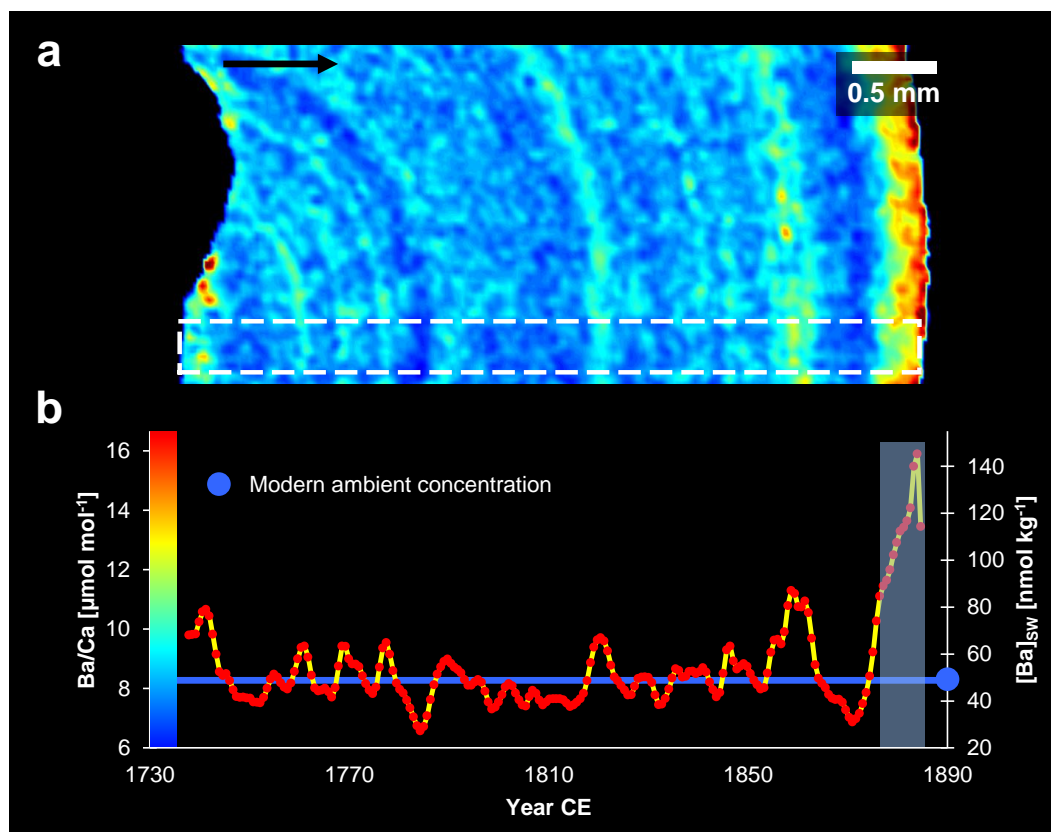 a
0.5 mm
b
16
14
12
10
8
6
Ba/Ca [µmol mol⁻¹]
Modern ambient concentration
140
120
100
80
60
40
20
[Ba]SW [nmol kg⁻¹]
1730
1770
1810
1850
1890
Year CE